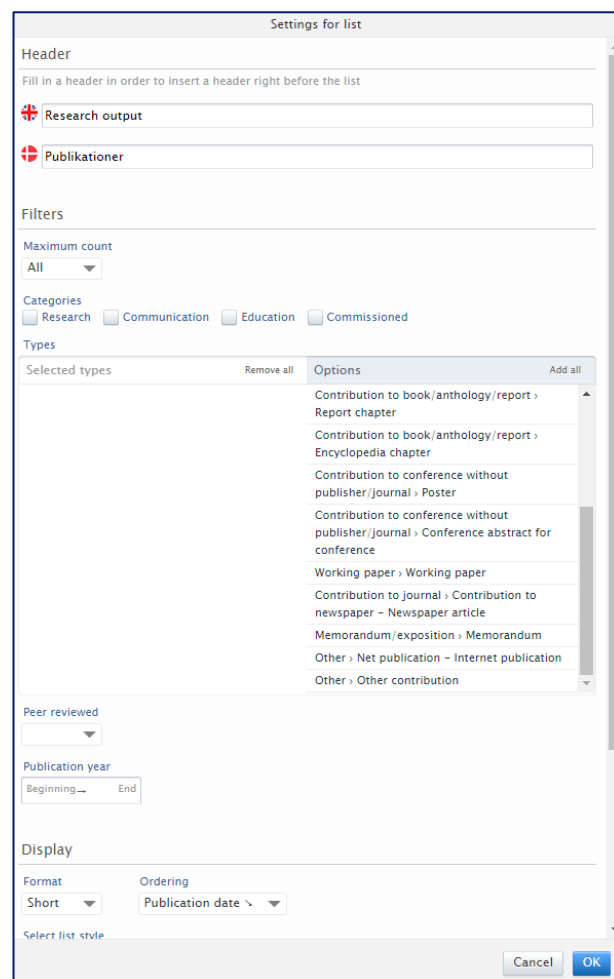 Settings for list
Header
Fill in a header in order to insert a header right before the list
Research output
Publikationer
Filters
Maximum count
All
Categories
Research Communication Education Commissioned
Types
Selected types Remove all Options Add all
Contribution to book/anthology/report ›
Report chapter
Contribution to book/anthology/report ›
Encyclopedia chapter
Contribution to conference without
publisher/journal › Poster
Contribution to conference without
publisher/journal › Conference abstract for
conference
Working paper › Working paper
Contribution to journal › Contribution to
newspaper – Newspaper article
Memorandum/exposition › Memorandum
Other › Net publication – Internet publication
Other › Other contribution
Peer reviewed
Publication year
Beginning→ End
Display
Format Ordering
Short Publication date ↘
Select list style
Cancel OK